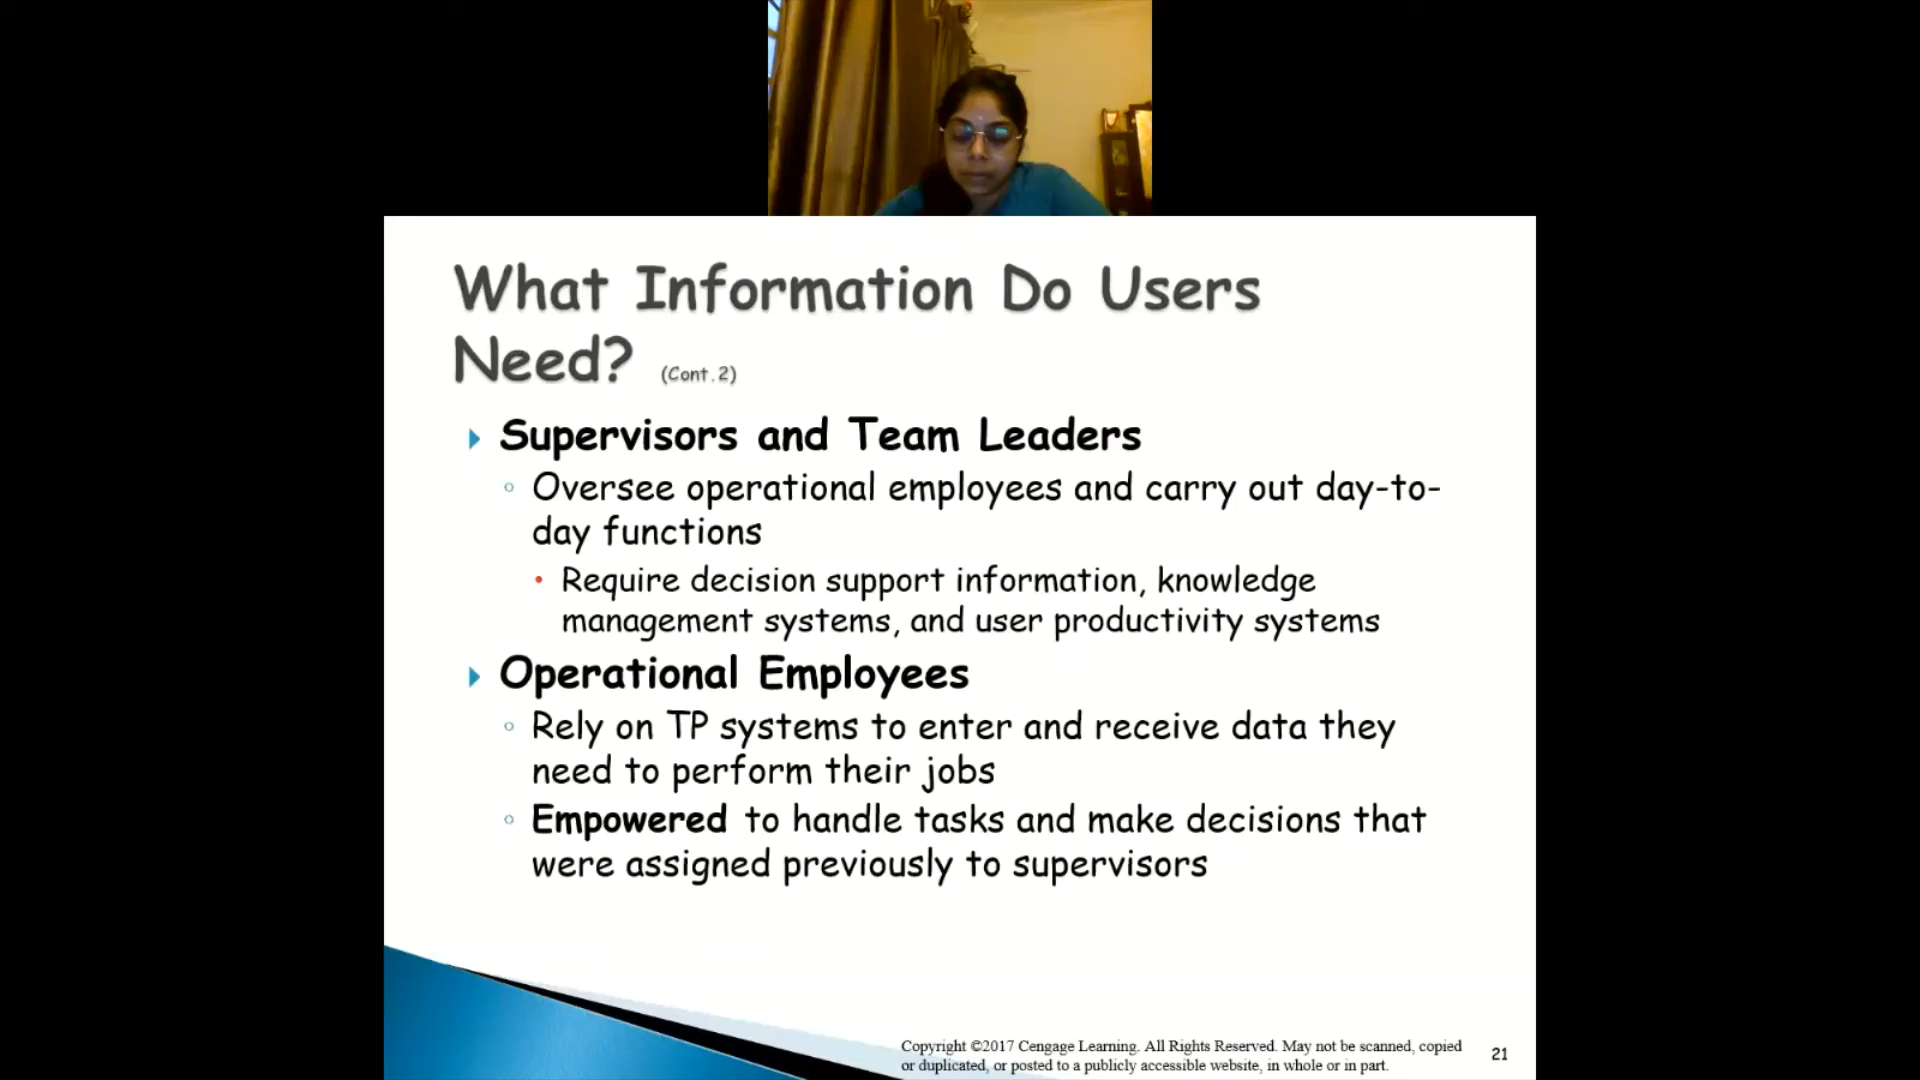 What Information Do Users
Need? (Cont.2)
Supervisors and Team Leaders
Oversee operational employees and carry out day-to-
day functions
Require decision support information, knowledge
management systems, and user productivity systems
Operational Employees
Rely on TP systems to enter and receive data they
need to perform their jobs
Empowered to handle tasks and make decisions that
were assigned previously to supervisors
Copyright ©2017 Cengage Learning. All Rights Reserved. May not be scanned, copied
or duplicated, or posted to a publicly accessible website, in whole or in part.
21